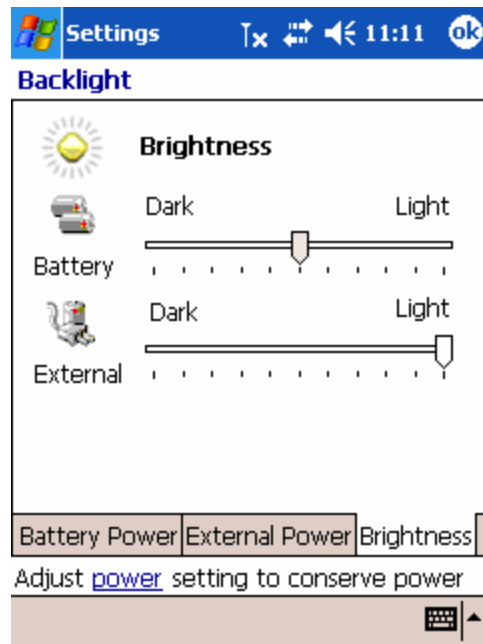 Settings 11:11 ok
Backlight
Brightness
Dark Light
Battery
Dark Light
External
Battery Power External Power Brightness
Adjust power setting to conserve power